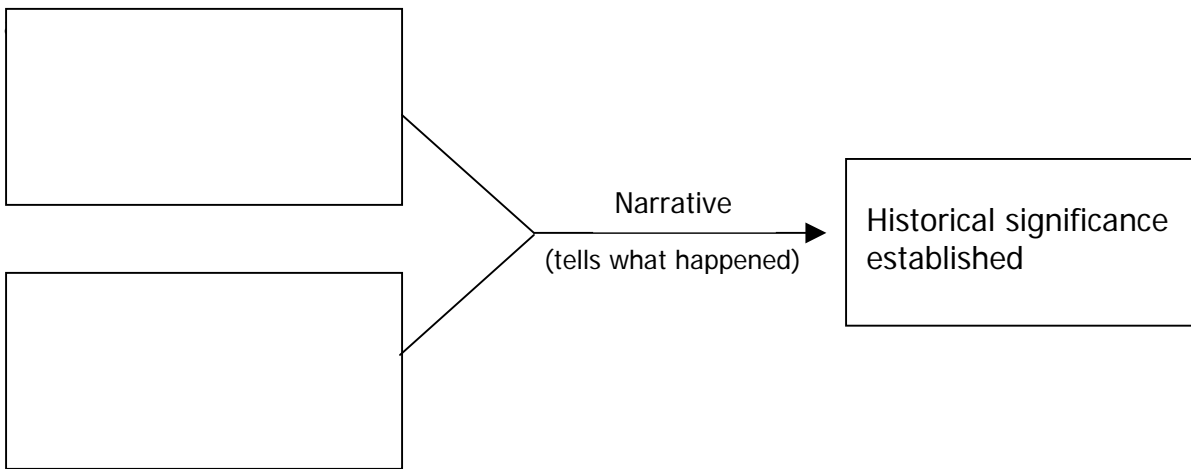 Narrative
(tells what happened)
Historical significance
established